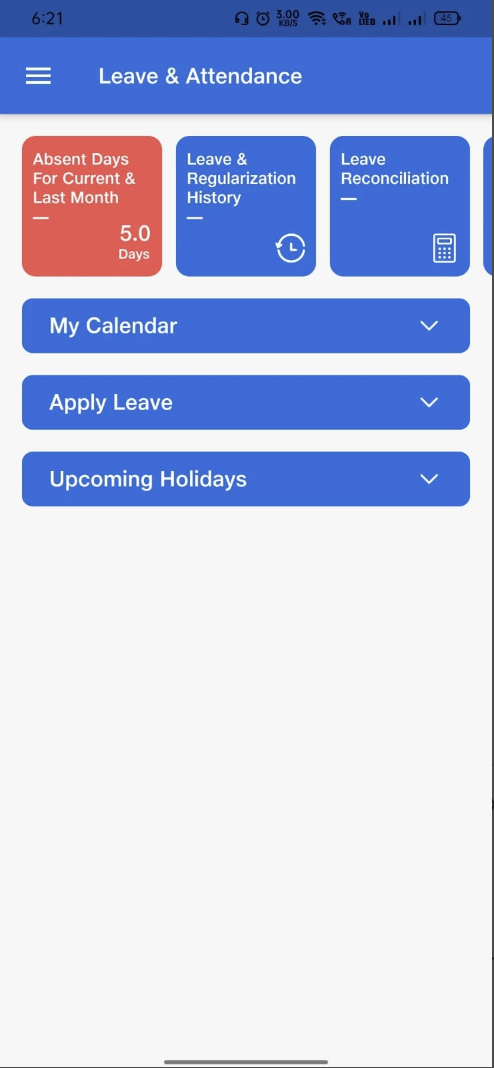 6:21
3.00
KB/S
Vo
LTED
45
Leave & Attendance
Absent Days
For Current &
Last Month
5.0
Days
Leave &
Regularization
History
Leave
Reconciliation
My Calendar
Apply Leave
Upcoming Holidays